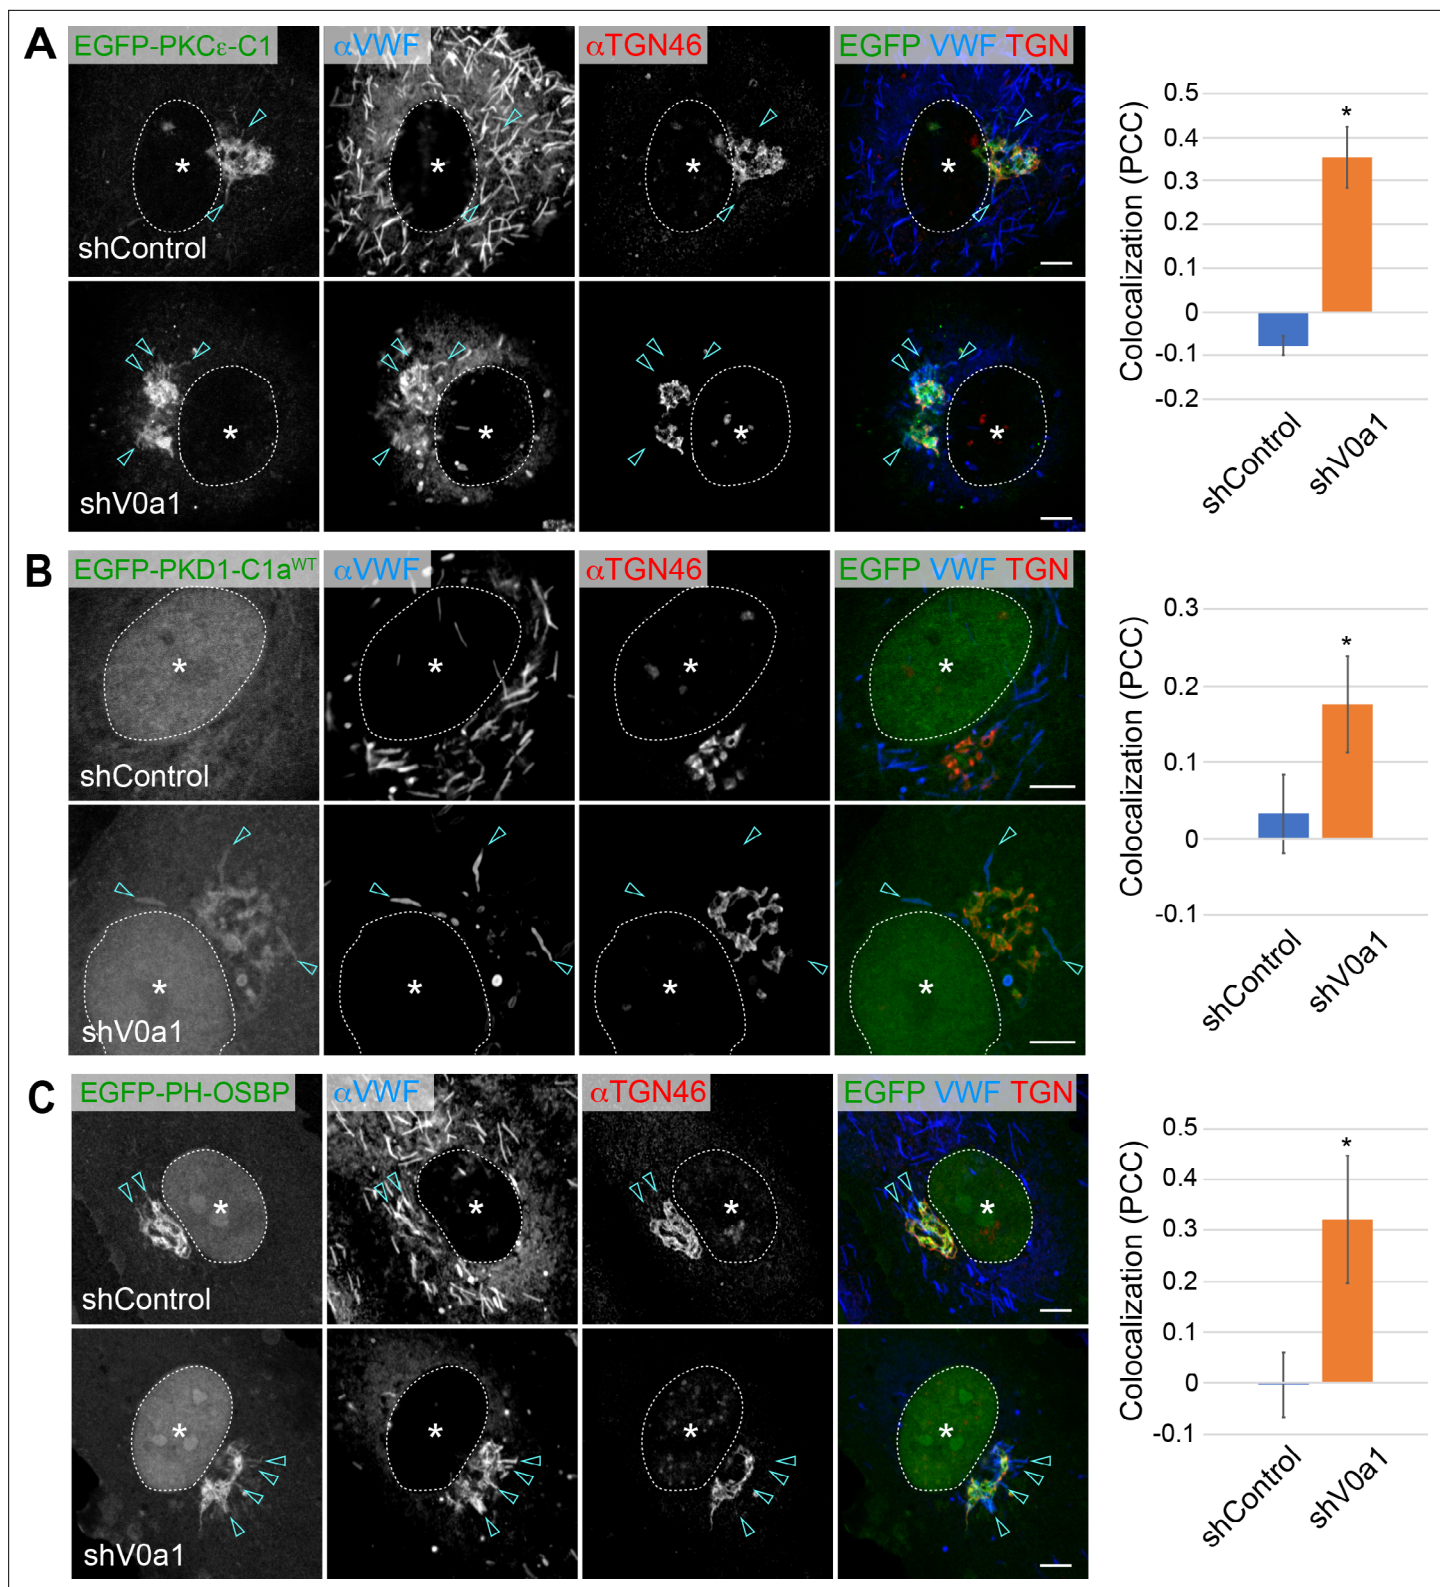 A
EGFP-PKCε-C1
αVWF
αTGN46
EGFP VWF TGN
*
*
*
*
shControl
*
*
*
*
shV0a1
Colocalization (PCC)
0.5
0.4
0.3
0.2
0.1
0
-0.1
-0.2
*
shControl
shV0a1
B
EGFP-PKD1-C1aWT
αVWF
αTGN46
EGFP VWF TGN
*
*
*
*
shControl
*
*
*
*
shV0a1
Colocalization (PCC)
0.3
0.2
0.1
0
-0.1
*
shControl
shV0a1
C
EGFP-PH-OSBP
αVWF
αTGN46
EGFP VWF TGN
*
*
*
*
shControl
*
*
*
*
shV0a1
Colocalization (PCC)
0.5
0.4
0.3
0.2
0.1
0
-0.1
*
shControl
shV0a1